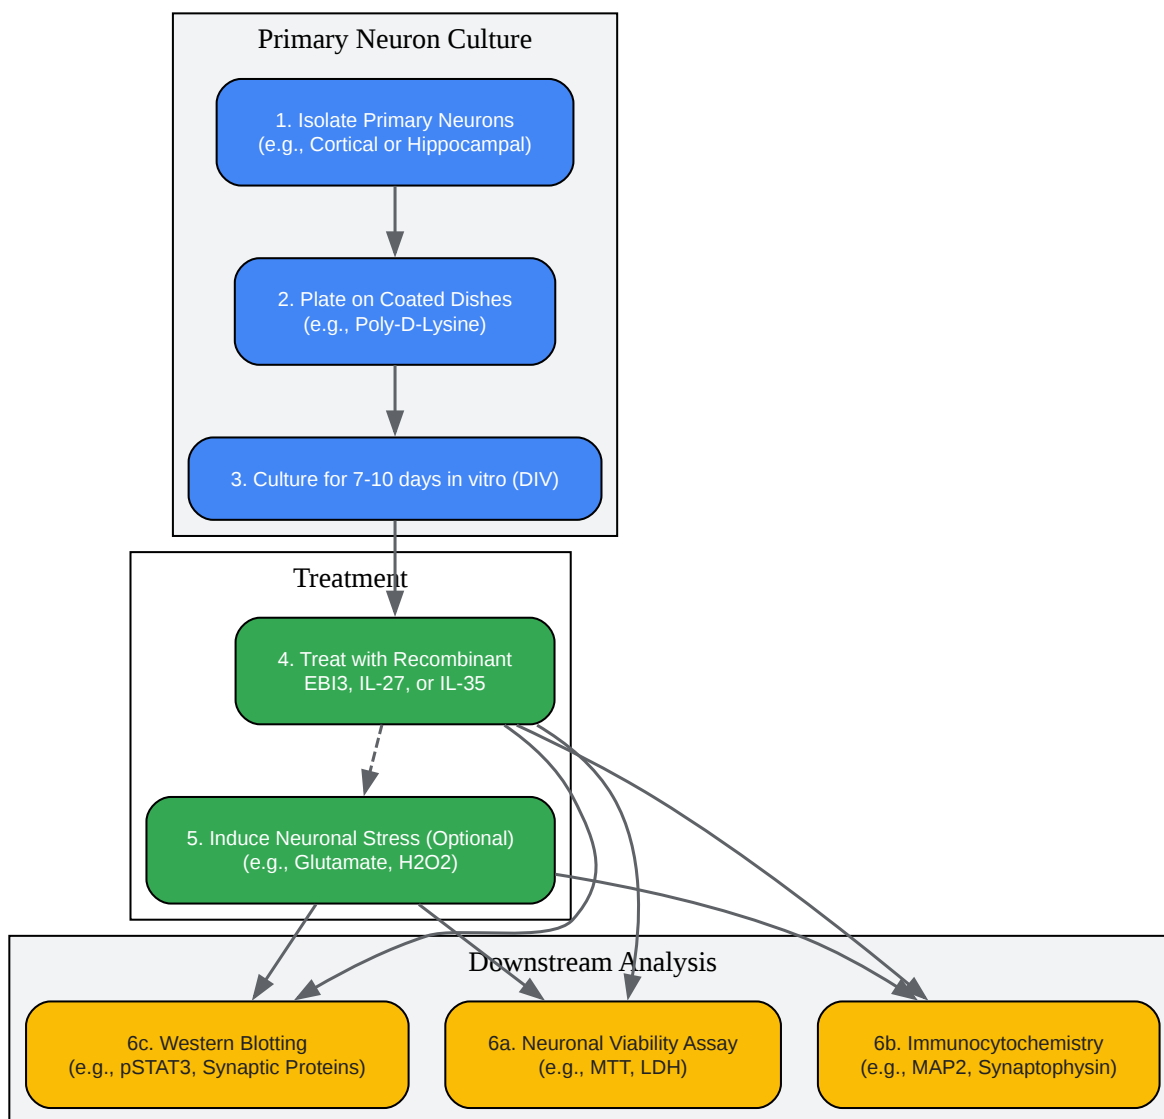 Primary Neuron Culture
1. Isolate Primary Neurons
(e.g., Cortical or Hippocampal)
2. Plate on Coated Dishes
(e.g., Poly-D-Lysine)
3. Culture for 7-10 days in vitro (DIV)
Treatment
4. Treat with Recombinant
EBI3, IL-27, or IL-35
5. Induce Neuronal Stress (Optional)
(e.g., Glutamate, H2O2)
Downstream Analysis
6c. Western Blotting
(e.g., pSTAT3, Synaptic Proteins)
6a. Neuronal Viability Assay
(e.g., MTT, LDH)
6b. Immunocytochemistry
(e.g., MAP2, Synaptophysin)